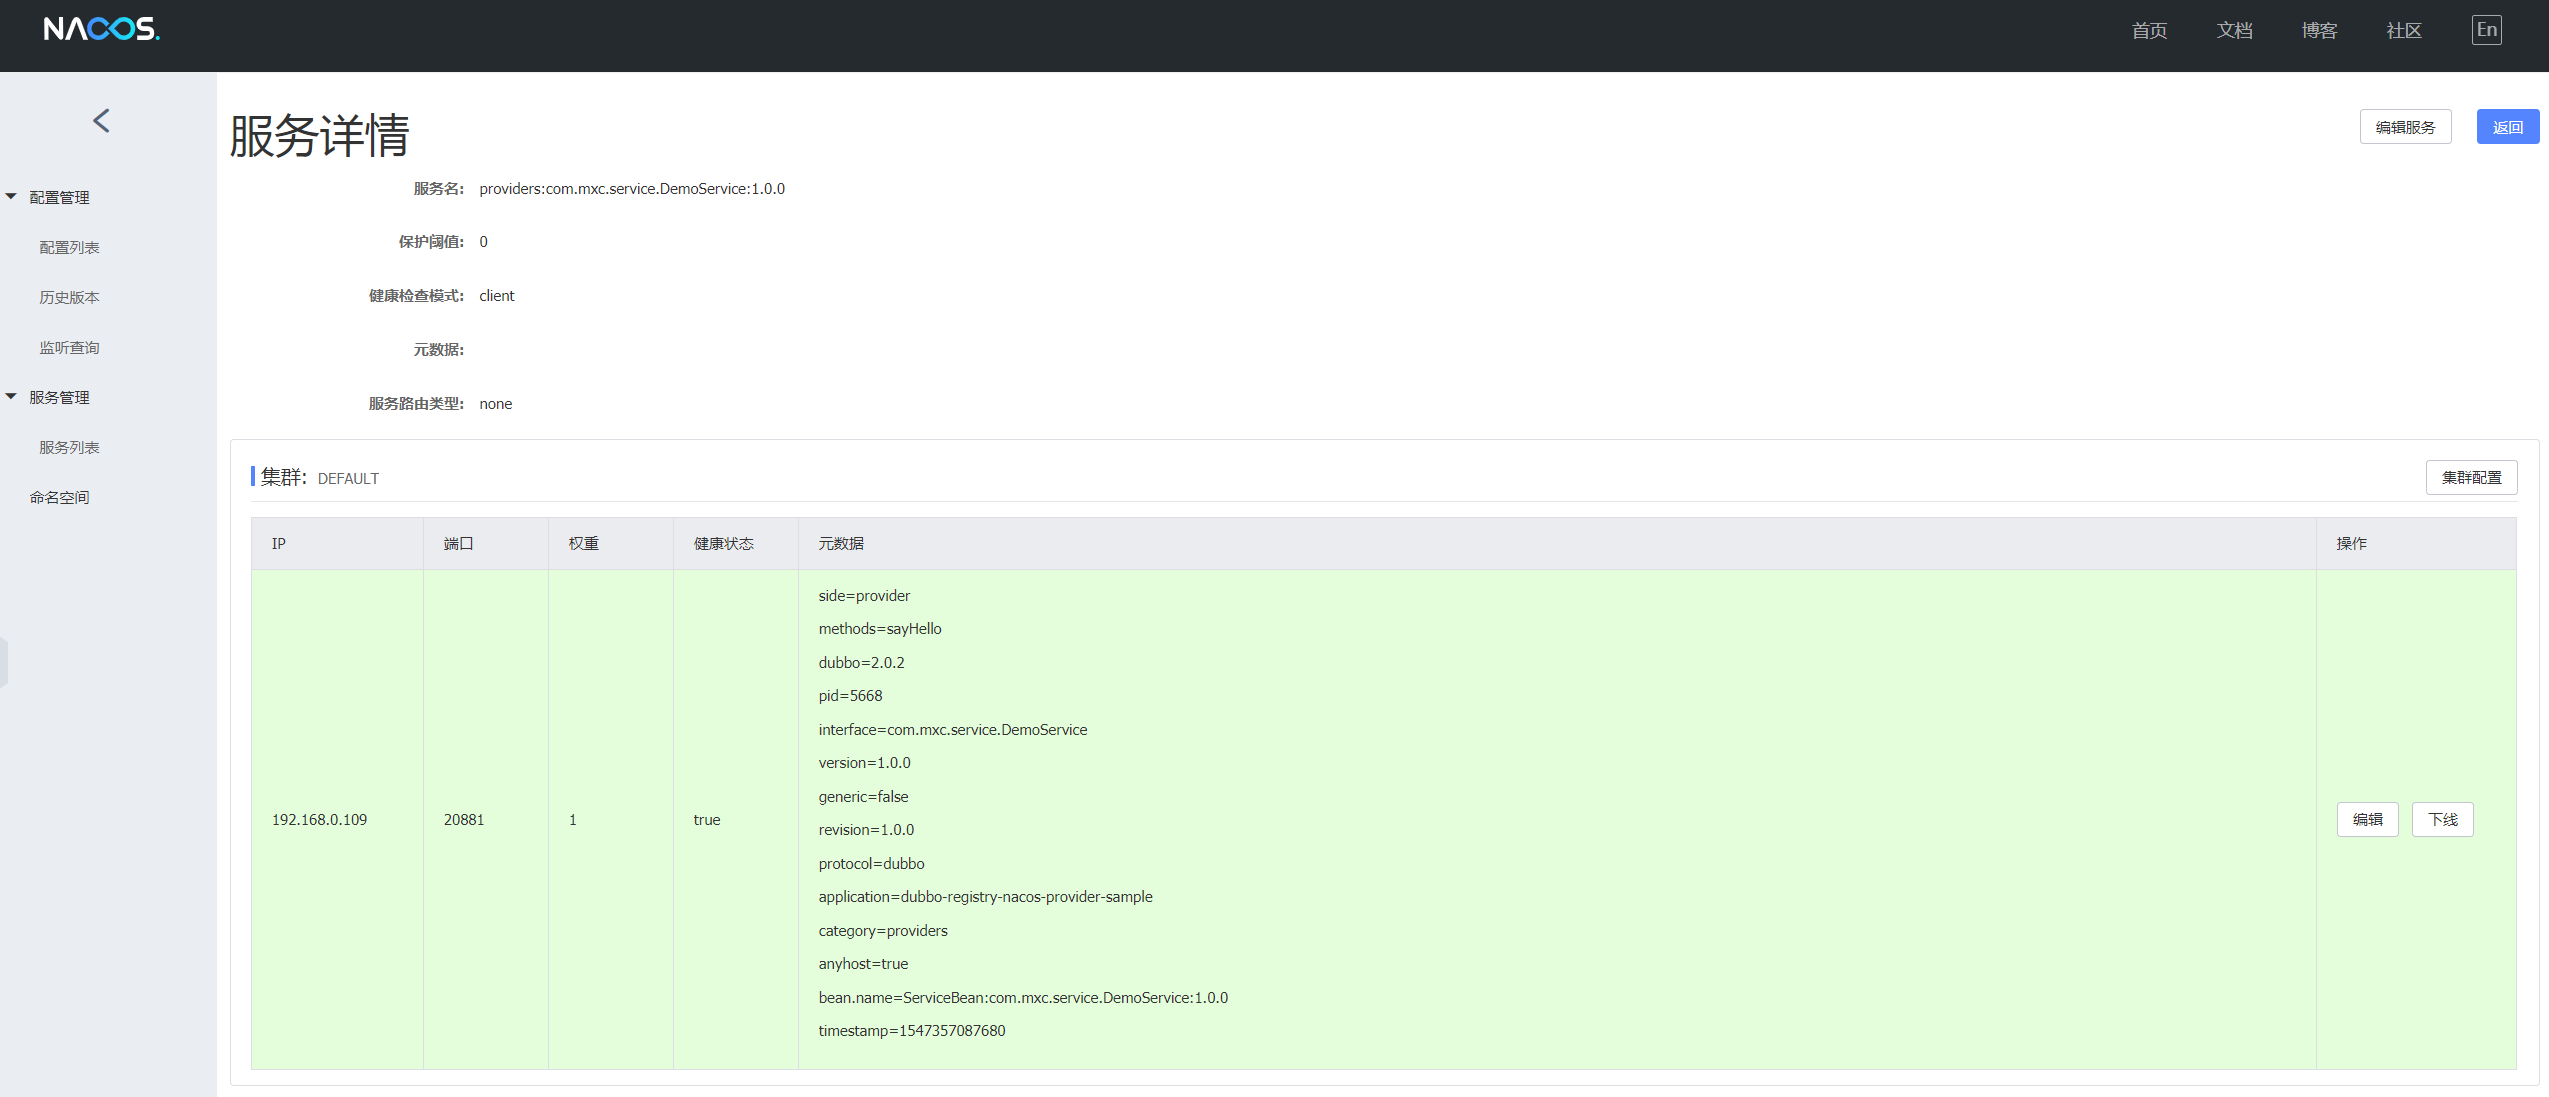 NACOS.
首页 文档 博客 社区 En
服务详情
编辑服务 返回
配置管理
配置列表
历史版本
监听查询
服务管理
服务列表
命名空间
服务名: providers:com.mxc.service.DemoService:1.0.0
保护阈值: 0
健康检查模式: client
元数据:
服务路由类型: none
集群: DEFAULT
集群配置
IP 端口 权重 健康状态 元数据 操作
192.168.0.109 20881 1 true
side=provider
methods=sayHello
dubbo=2.0.2
pid=5668
interface=com.mxc.service.DemoService
version=1.0.0
generic=false
revision=1.0.0
protocol=dubbo
application=dubbo-registry-nacos-provider-sample
category=providers
anyhost=true
bean.name=ServiceBean:com.mxc.service.DemoService:1.0.0
timestamp=1547357087680
编辑 下线